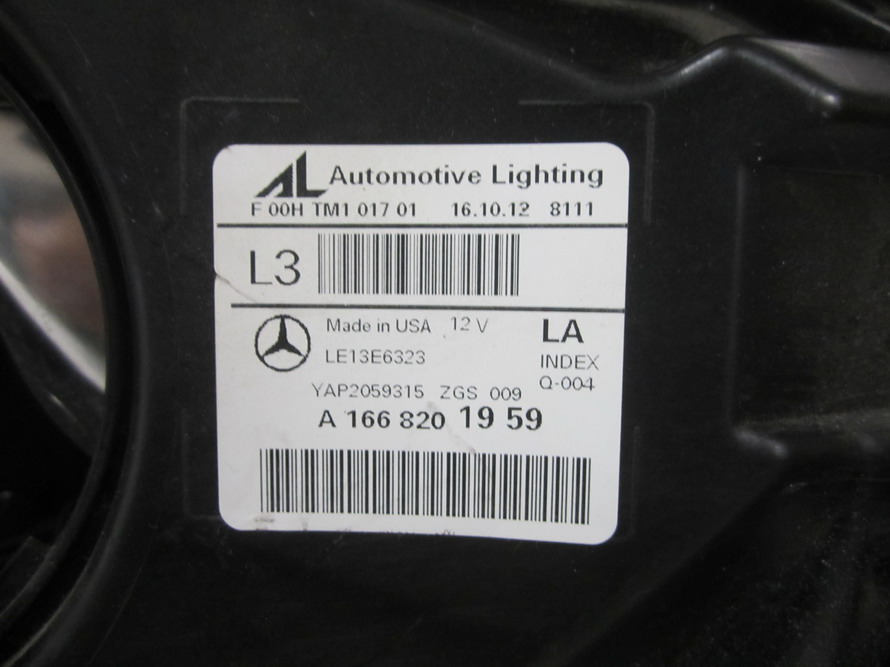 AL Automotive Lighting
F 00H TM1 017 01 16.10.12 8111
L3
Made in USA 12 V LA
LE13E6323 INDEX
YAP2059315 ZGS 009 Q-004
A 166 820 19 59